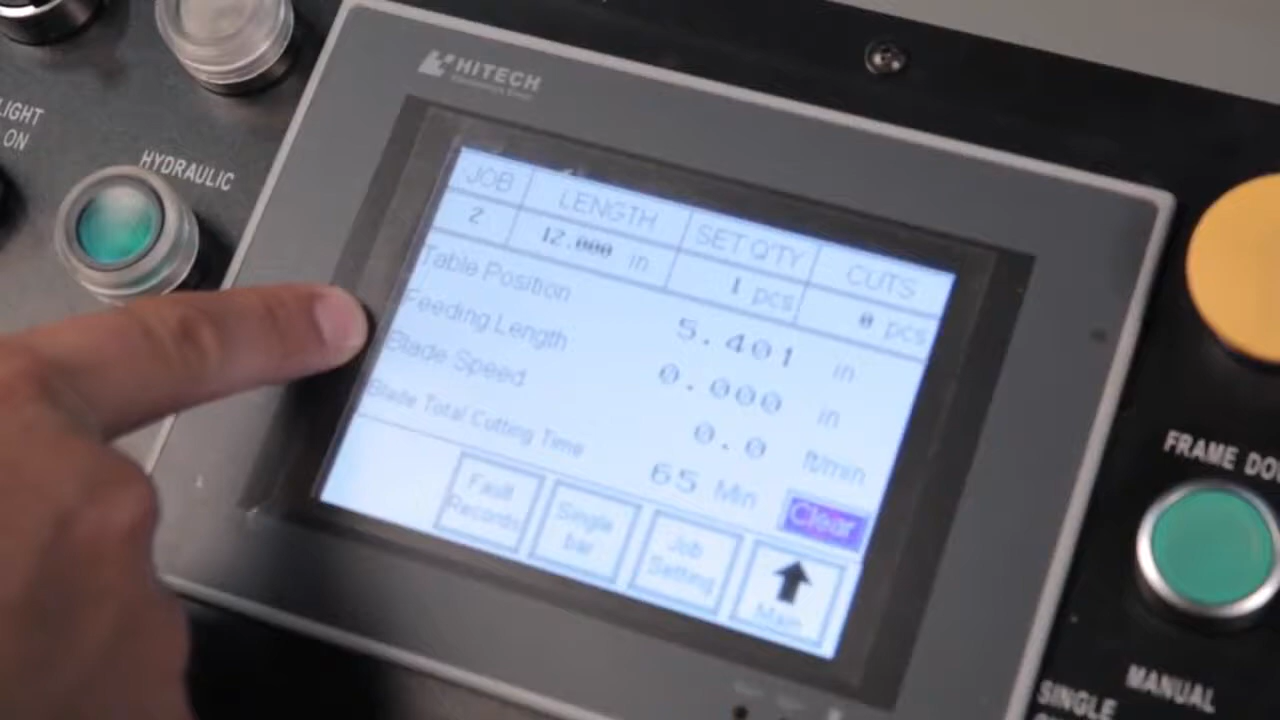 HITECH
LIGHT
ON
HYDRAULIC
JOB LENGTH SET Q'TY CUTS
2 12.000 in 1 pcs 0 pcs
Table Position 5.401 in
Feeding Length 0.000 in
Blade Speed 0.0 ft/min
Blade Total Cutting Time 65 Min Clear
Fault Records
Single bar
Job Setting
Main
FRAME DO
MANUAL
SINGLE